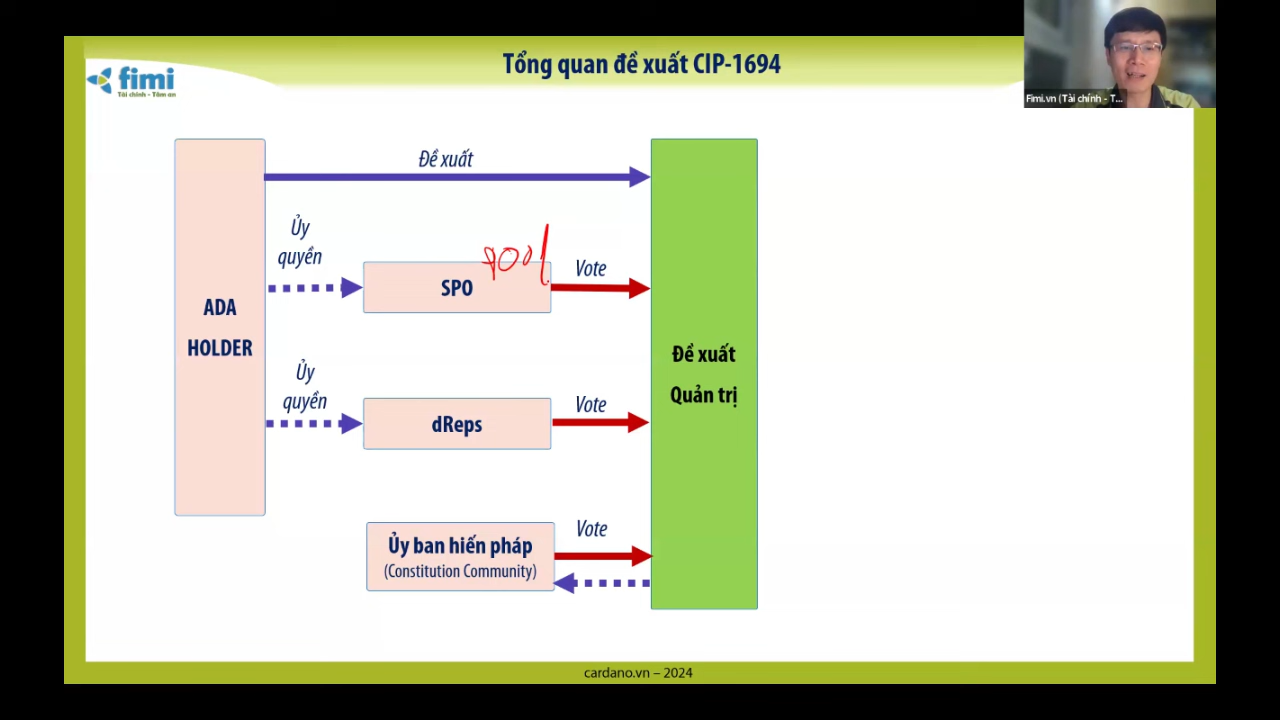 Tổng quan đề xuất CIP-1694
fimi
Tài chính - Tâm an
Fimi.vn (Tài chính - T...
Đề xuất
Ủy
quyền
pool
SPO
Vote
ADA
HOLDER
Đề xuất
Quản trị
Ủy
quyền
dReps
Vote
Ủy ban hiến pháp
(Constitution Community)
Vote
cardano.vn – 2024